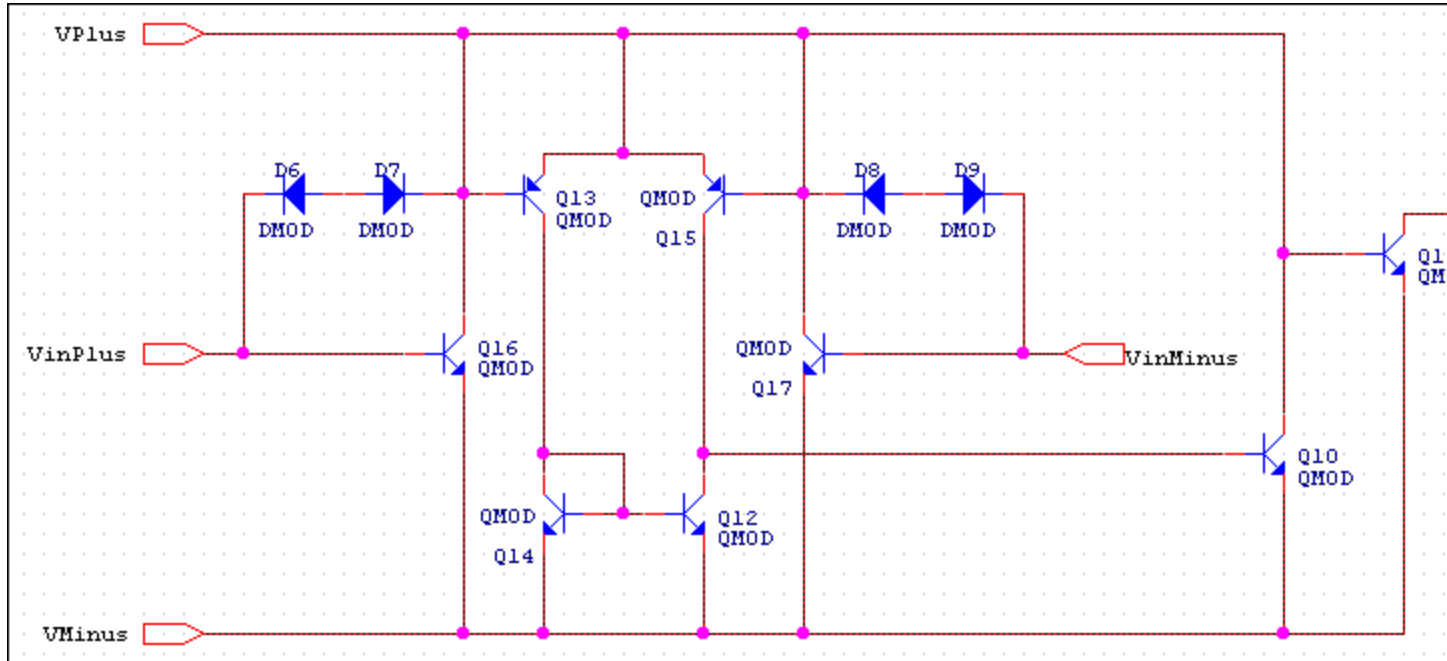 VPlus
D6
D7
D8
D9
Q13
QMOD
QMOD
Q15
DMOD
DMOD
DMOD
DMOD
VinPlus
Q16
QMOD
QMOD
Q17
VinMinus
Q10
QMOD
QMOD
Q14
Q12
QMOD
VMinus